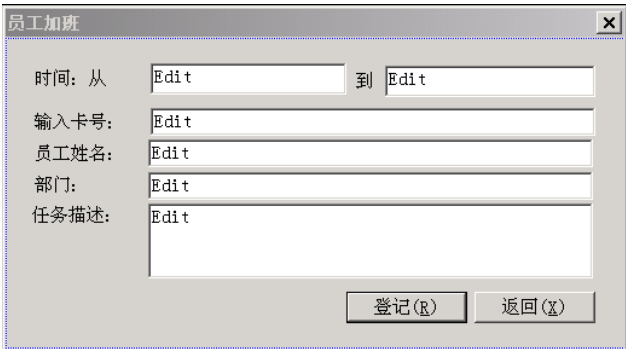 员工加班
时间: 从 Edit 到 Edit
输入卡号: Edit
员工姓名: Edit
部门: Edit
任务描述: Edit
登记(R) 返回(X)